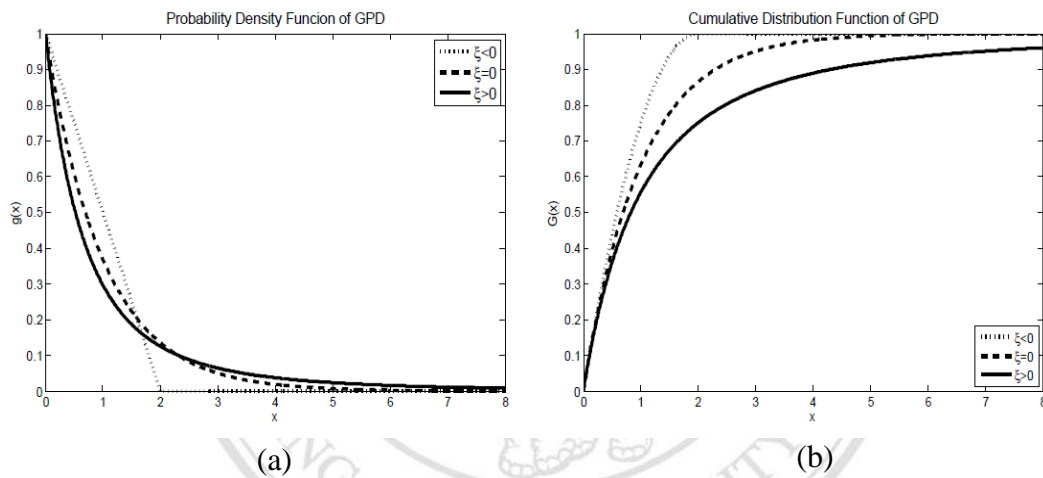 Probability Density Funcion of GPD
1
0.9
0.8
0.7
0.6
0.5
0.4
0.3
0.2
0.1
0
g(x)
ξ<0
ξ=0
ξ>0
0 1 2 3 4 5 6 7 8
x
(a)
Cumulative Distribution Function of GPD
1
0.9
0.8
0.7
0.6
0.5
0.4
0.3
0.2
0.1
0
G(x)
ξ<0
ξ=0
ξ>0
0 1 2 3 4 5 6 7 8
x
(b)